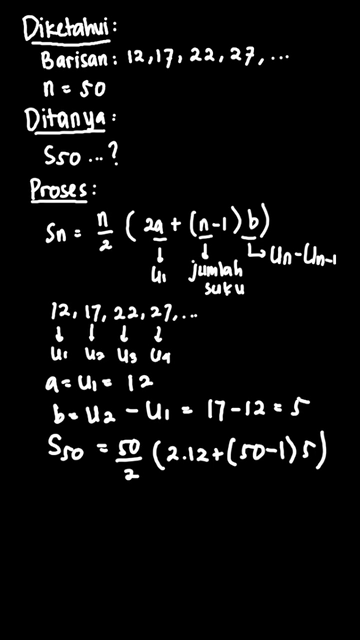 Diketahui:
Barisan: 12, 17, 22, 27, ...
n = 50
Ditanya:
S50 ... ?
Proses:
Sn = n/2 (2a + (n-1) b)
↓ ↓ ↳ Un - Un-1
U1 jumlah
suku
12, 17, 22, 27, ...
↓ ↓ ↓ ↓
U1 U2 U3 U4
a = U1 = 12
b = U2 - U1 = 17 - 12 = 5
S50 = 50/2 (2.12 + (50-1) 5)